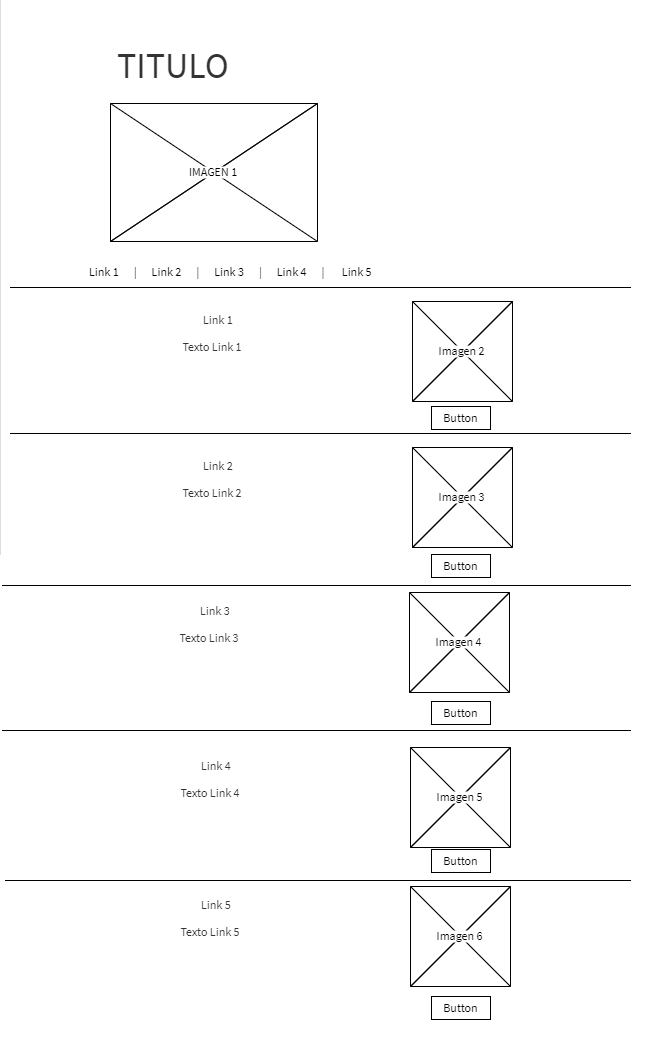 TITULO
IMAGEN 1
Link 1 | Link 2 | Link 3 | Link 4 | Link 5
Link 1
Texto Link 1
Imagen 2
Button
Link 2
Texto Link 2
Imagen 3
Button
Link 3
Texto Link 3
Imagen 4
Button
Link 4
Texto Link 4
Imagen 5
Button
Link 5
Texto Link 5
Imagen 6
Button